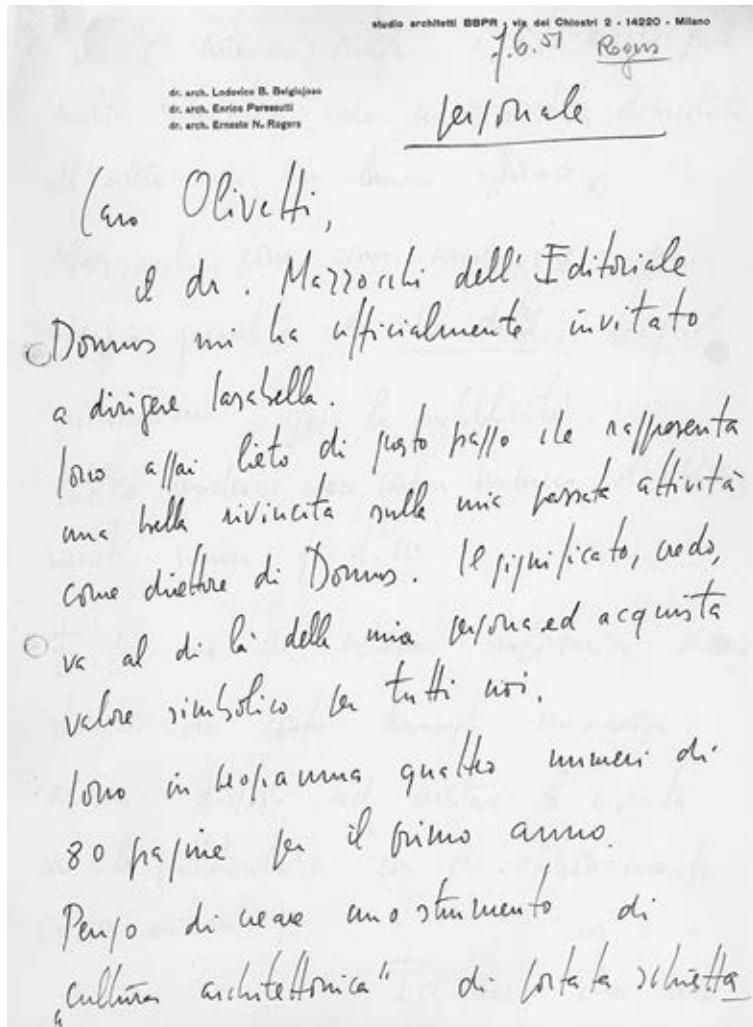 studio architetti BBPR - via dei Chiostri 2 - 14220 - Milano
7.6.51 Rogers
dr. arch. Lodovico B. Belgiojoso
dr. arch. Enrico Peressutti
dr. arch. Ernesto N. Rogers
personale
Caro Olivetti,
il dr. Mazzocchi dell'Editoriale
Domus mi ha ufficialmente invitato
a dirigere Casabella.
Sono assai lieto di questo passo che rappresenta
una bella rivincita sulla mia passata attività
come direttore di Domus. Il significato, credo,
va al di là della mia persona ed acquista
valore simbolico per tutti noi.
Sono in programma quattro numeri di
80 pagine per il primo anno.
Penso di creare uno strumento di
"cultura architettonica" di portata schietta